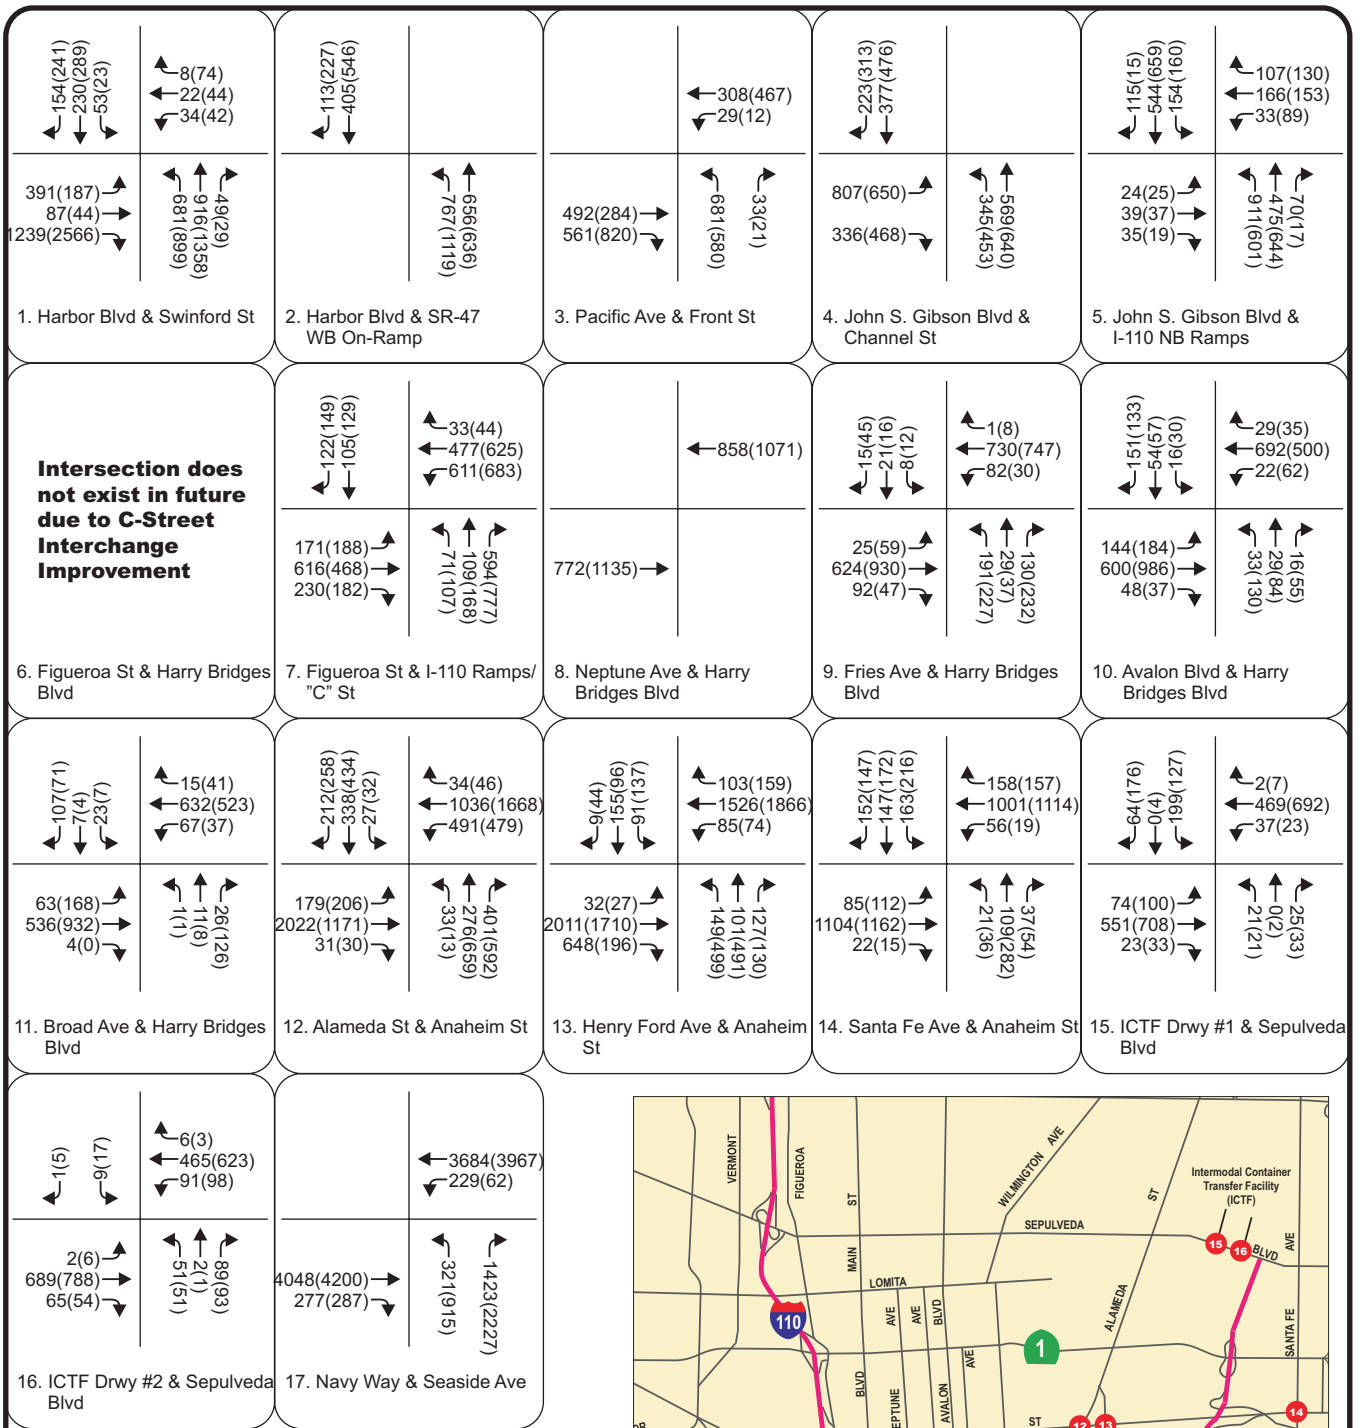 154(241)
230(289)
53(23)
8(74)
22(44)
34(42)
391(187)
87(44)
1239(2566)
681(899)
916(1358)
49(29)
1. Harbor Blvd & Swinford St
113(227)
405(546)
767(1119)
656(636)
2. Harbor Blvd & SR-47
WB On-Ramp
308(467)
29(12)
492(284)
561(820)
681(580)
33(21)
3. Pacific Ave & Front St
223(313)
377(476)
807(650)
336(468)
345(453)
569(640)
4. John S. Gibson Blvd &
Channel St
115(15)
544(659)
154(160)
107(130)
166(153)
33(89)
24(25)
39(37)
35(19)
911(601)
475(644)
70(17)
5. John S. Gibson Blvd &
I-110 NB Ramps
Intersection does
not exist in future
due to C-Street
Interchange
Improvement
6. Figueroa St & Harry Bridges
Blvd
122(149)
105(129)
33(44)
477(625)
611(683)
171(188)
616(468)
230(182)
71(107)
109(168)
594(777)
7. Figueroa St & I-110 Ramps/
"C" St
858(1071)
772(1135)
8. Neptune Ave & Harry
Bridges Blvd
15(45)
21(16)
8(12)
1(8)
730(747)
82(30)
25(59)
624(930)
92(47)
191(227)
29(37)
130(232)
9. Fries Ave & Harry Bridges
Blvd
151(133)
54(57)
16(30)
29(35)
692(500)
22(62)
144(184)
600(986)
48(37)
33(130)
29(84)
16(55)
10. Avalon Blvd & Harry
Bridges Blvd
107(71)
7(4)
23(7)
15(41)
632(523)
67(37)
63(168)
536(932)
4(0)
1(1)
11(8)
26(126)
11. Broad Ave & Harry Bridges
Blvd
212(258)
338(434)
27(32)
34(46)
1036(1668)
491(479)
179(206)
2022(1171)
31(30)
33(13)
276(659)
401(592)
12. Alameda St & Anaheim St
9(44)
155(96)
91(137)
103(159)
1526(1866)
85(74)
32(27)
2011(1710)
648(196)
149(499)
101(491)
127(130)
13. Henry Ford Ave & Anaheim
St
152(147)
147(172)
163(216)
158(157)
1001(1114)
56(19)
85(112)
1104(1162)
22(15)
21(36)
109(282)
37(54)
14. Santa Fe Ave & Anaheim St
64(176)
0(4)
199(127)
2(7)
469(692)
37(23)
74(100)
551(708)
23(33)
21(21)
0(2)
25(33)
15. ICTF Drwy #1 & Sepulveda
Blvd
1(5)
9(17)
6(3)
465(623)
91(98)
2(6)
689(788)
65(54)
51(51)
2(1)
89(93)
16. ICTF Drwy #2 & Sepulveda
Blvd
3684(3967)
229(62)
4048(4200)
277(287)
321(915)
1423(2227)
17. Navy Way & Seaside Ave
VERMONT
FIGUEROA
ST
MAIN
WILMINGTON AVE
ST
Intermodal Container
Transfer Facility
(ICTF)
SEPULVEDA
15
16
BLVD
AVE
LOMITA
110
AVE
AVE
BLVD
ALAMEDA
1
SANTA FE
AVE
BLVD
AVALON
ST
12
13
14